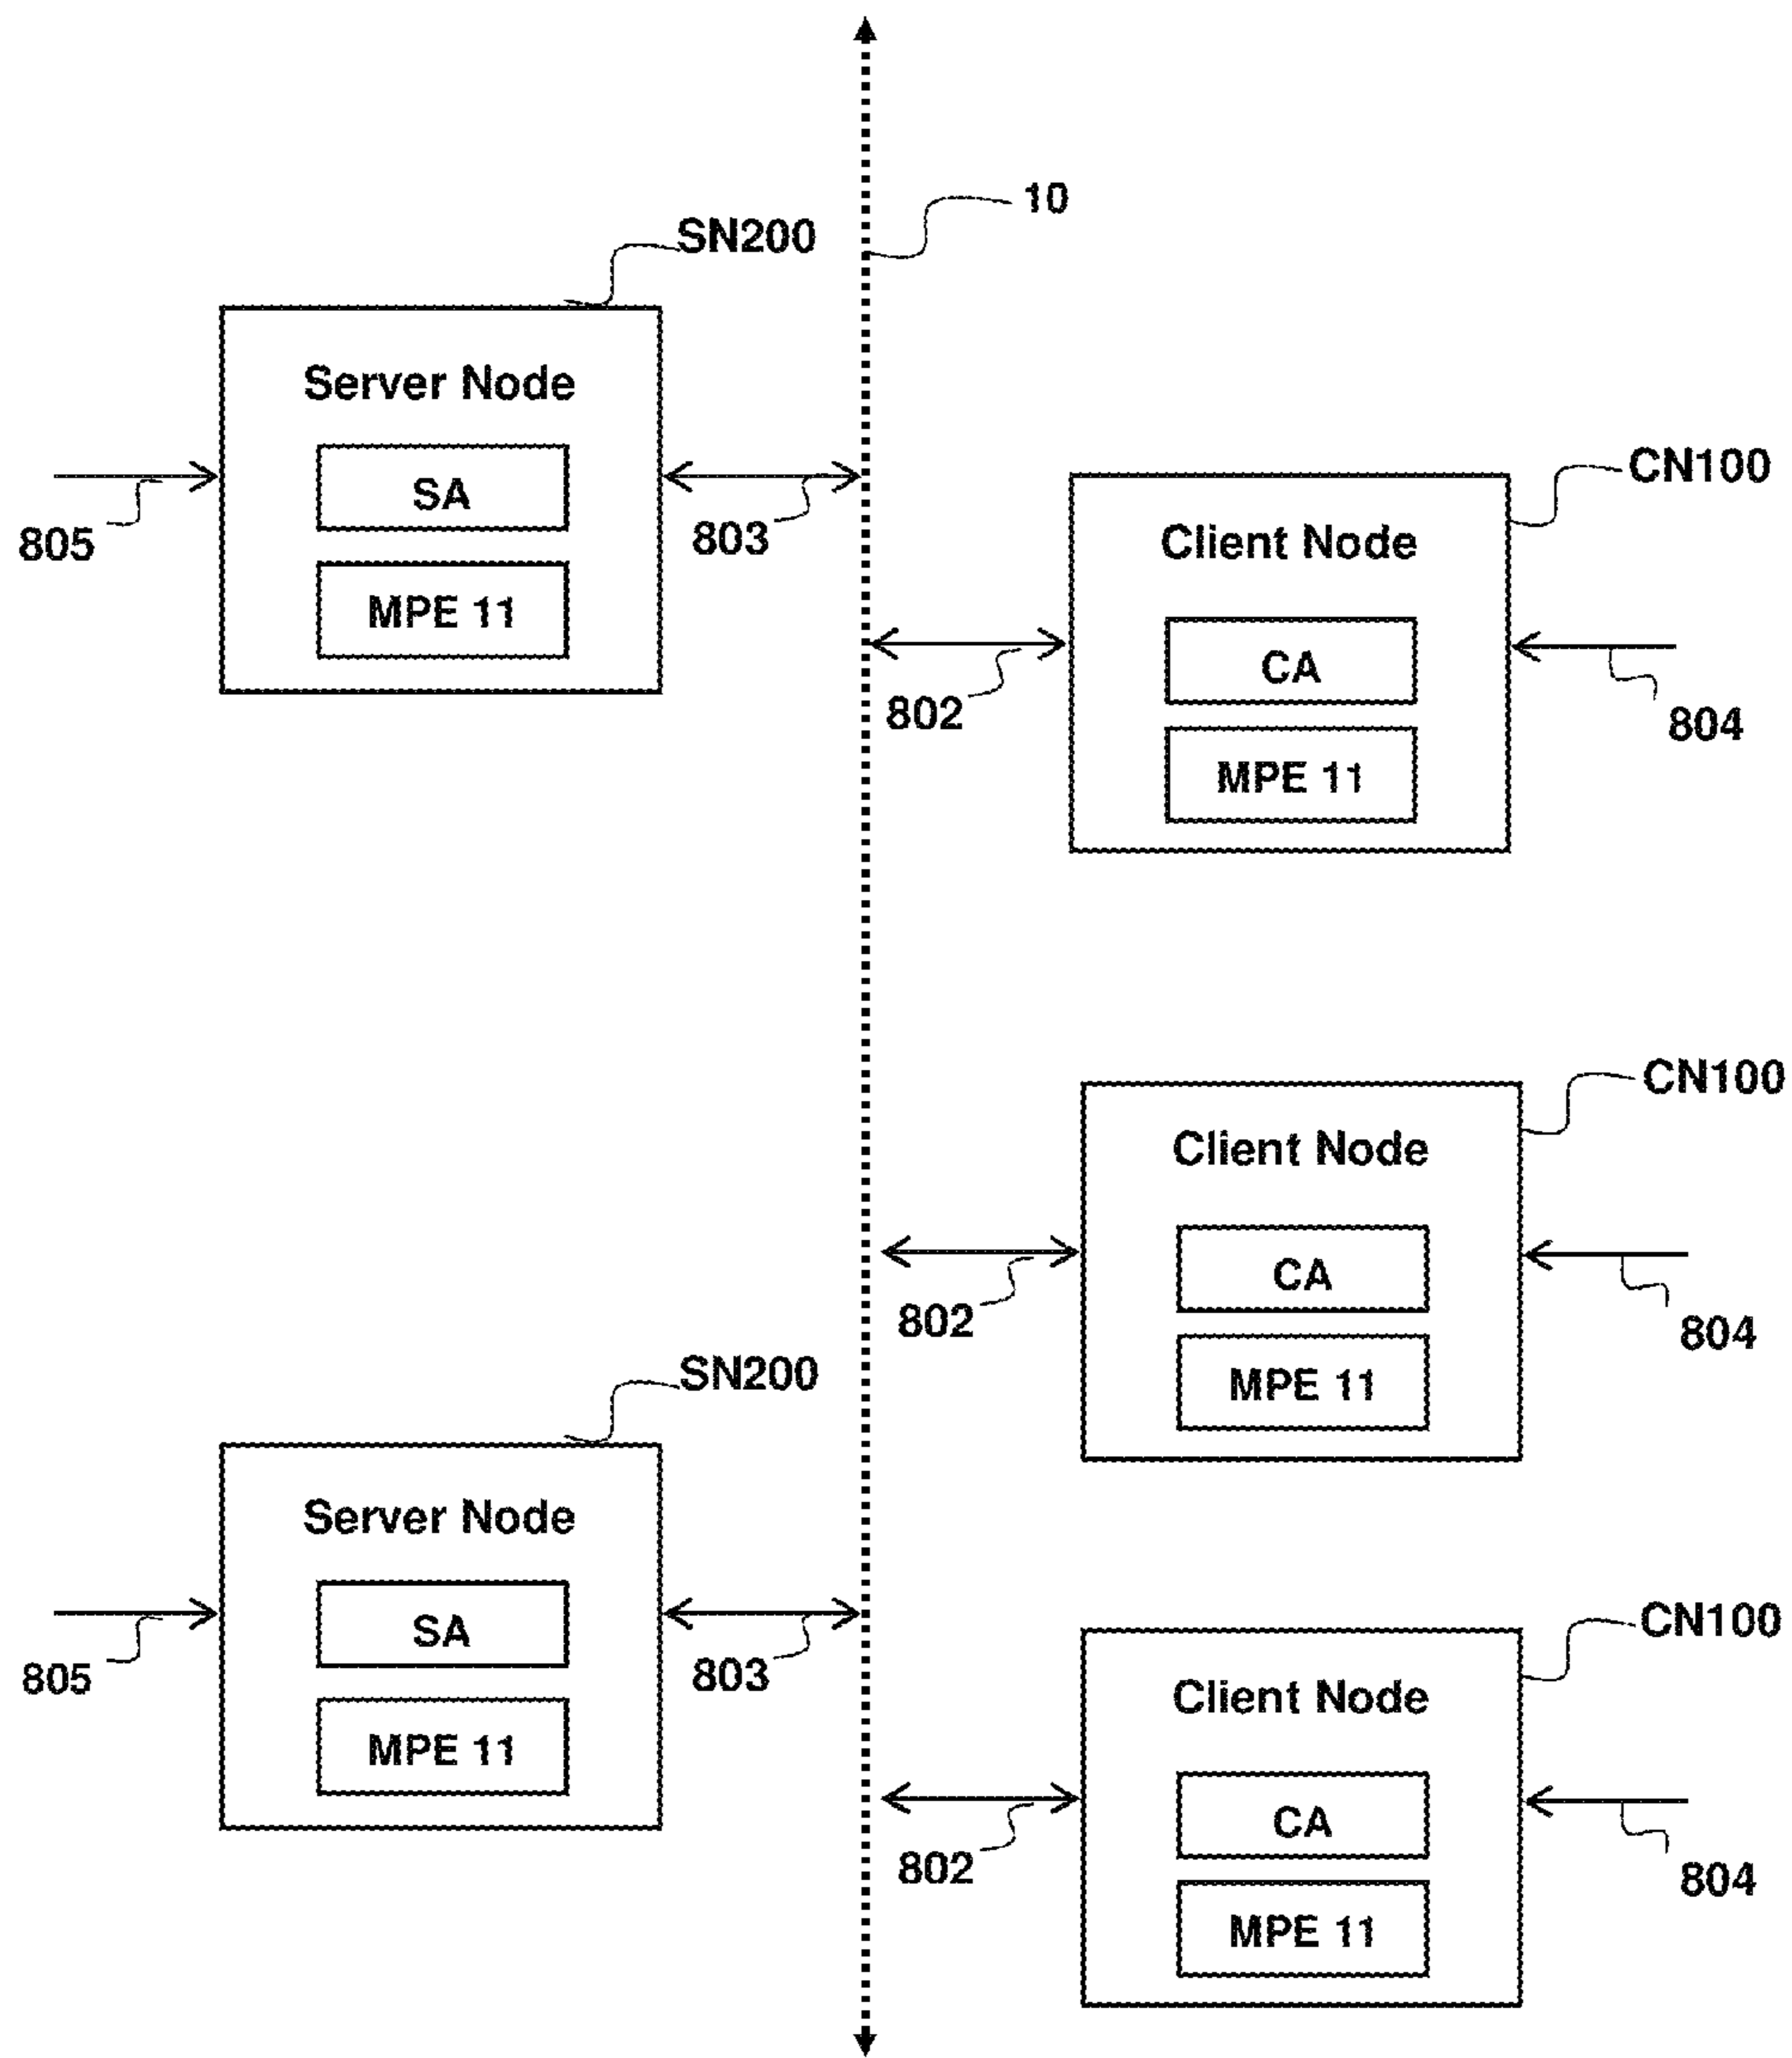 10
SN200
Server Node
SA
MPE 11
805
803
CN100
Client Node
CA
MPE 11
802
804
CN100
Client Node
CA
MPE 11
802
804
SN200
Server Node
SA
MPE 11
805
803
CN100
Client Node
CA
MPE 11
802
804